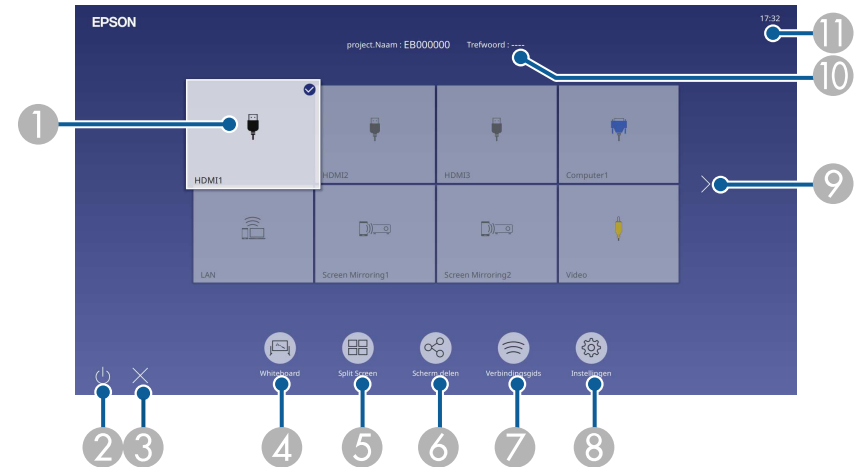 EPSON
17:32
project.Naam : EB000000 Trefwoord : ----
11
10
1
HDMI1
HDMI2
HDMI3
Computer1
9
LAN
Screen Mirroring1
Screen Mirroring2
Video
Whiteboard
Split Screen
Scherm delen
Verbindingsgids
Instellingen
2
3
4
5
6
7
8